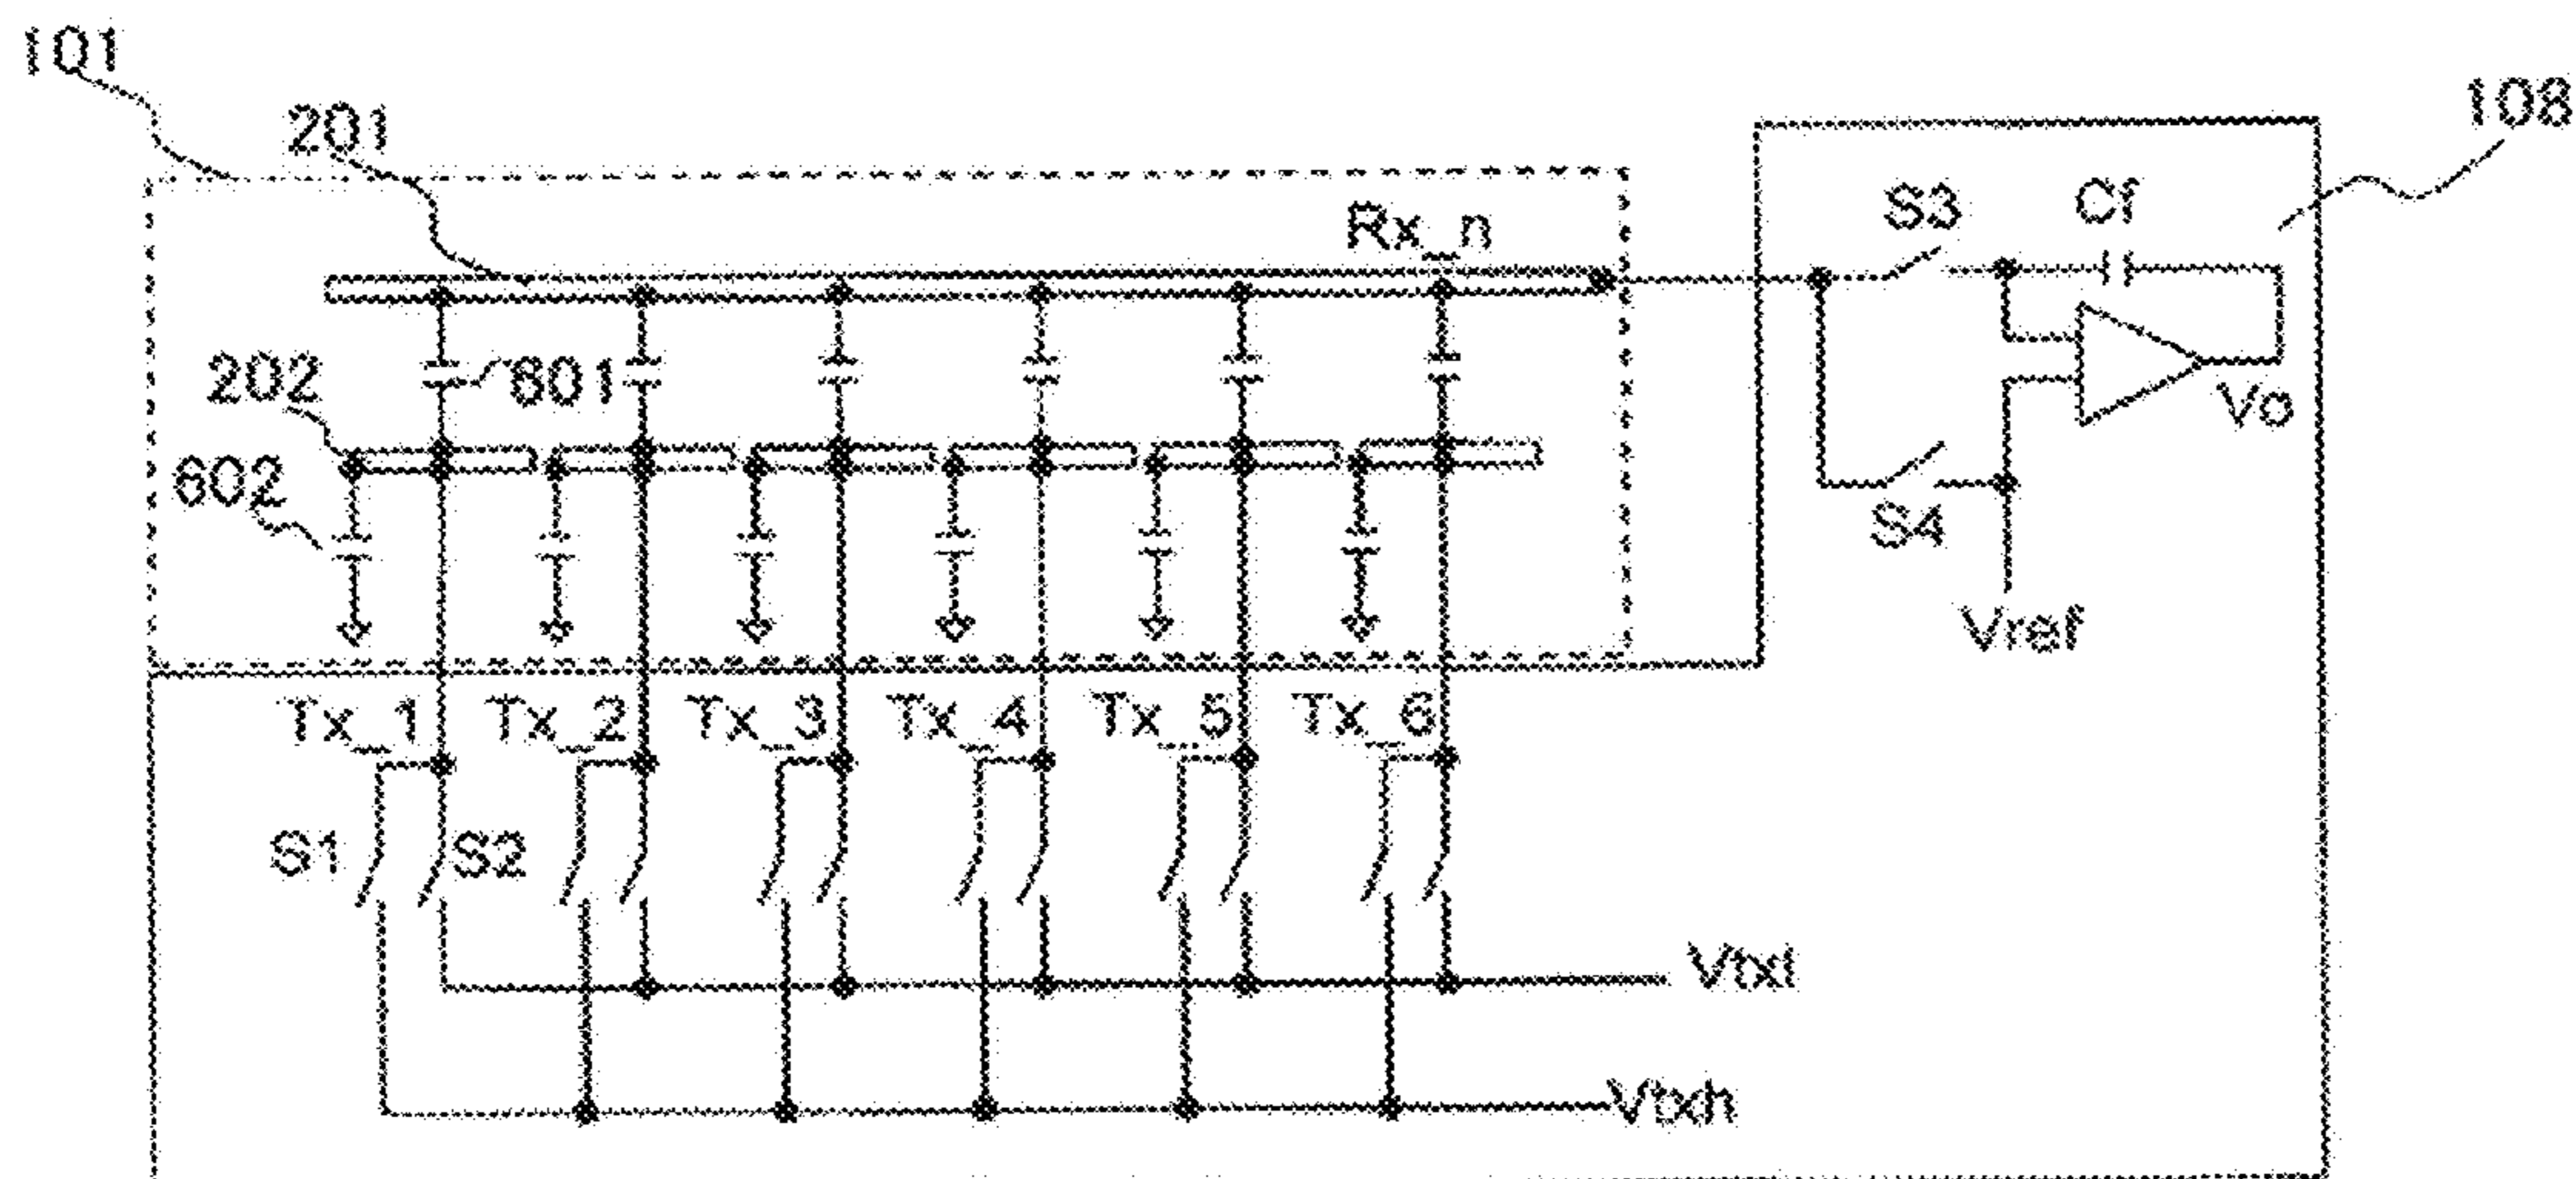 101
201
108
S3
Cf
Rx_n
202
601
Vo
602
S4
Vref
Tx_1
Tx_2
Tx_3
Tx_4
Tx_5
Tx_6
S1
S2
Vtxl
Vtxh